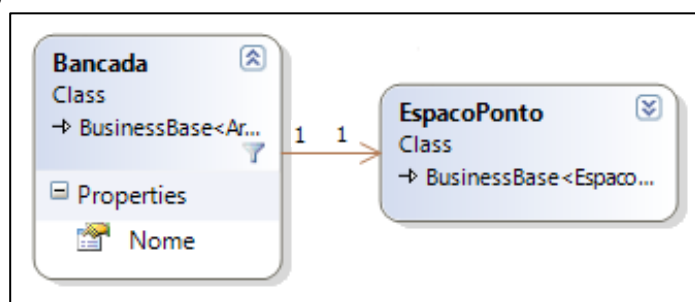 Bancada
Class
BusinessBase<Ar...
Properties
Nome
1 1
EspacoPonto
Class
BusinessBase<Espaco...